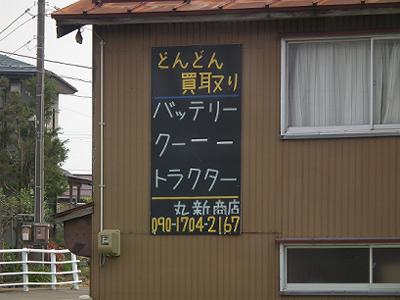 どんどん
買取り
バッテリー
クーー
トラクター
丸新商店
090-1704-2167